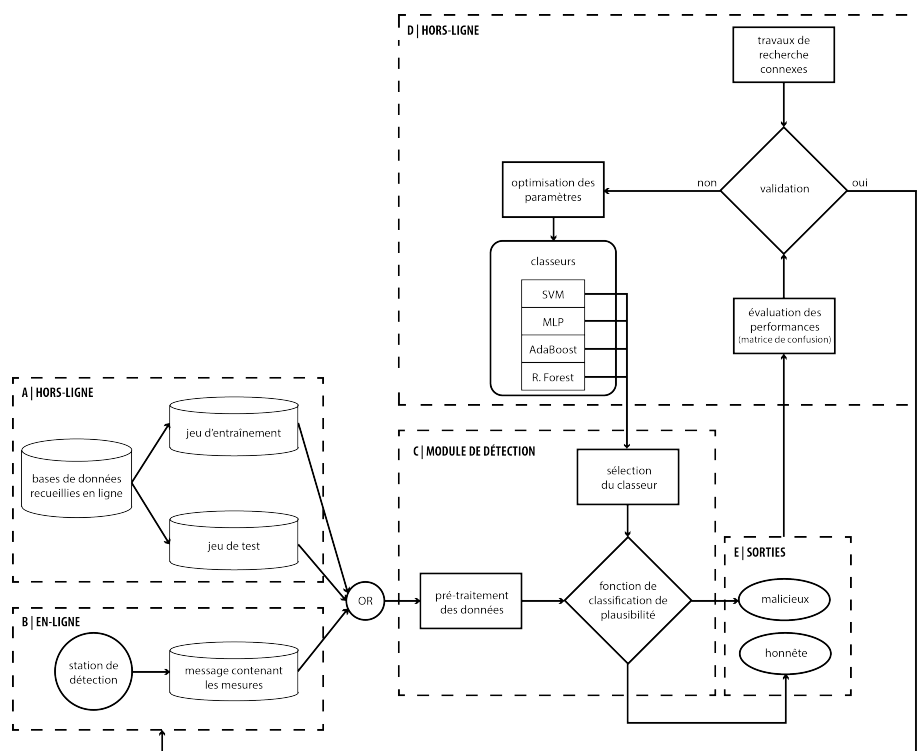 D | HORS-LIGNE
travaux de
recherche
connexes
non
validation
oui
optimisation des
paramètres
classeurs
SVM
MLP
AdaBoost
R. Forest
évaluation des
performances
(matrice de confusion)
A | HORS-LIGNE
jeu d'entraînement
bases de données
recueillies en ligne
jeu de test
C | MODULE DE DÉTECTION
sélection
du classeur
OR
pré-traitement
des données
fonction de
classification de
plausibilité
E | SORTIES
malicieux
honnête
B | EN-LIGNE
station de
détection
message contenant
les mesures